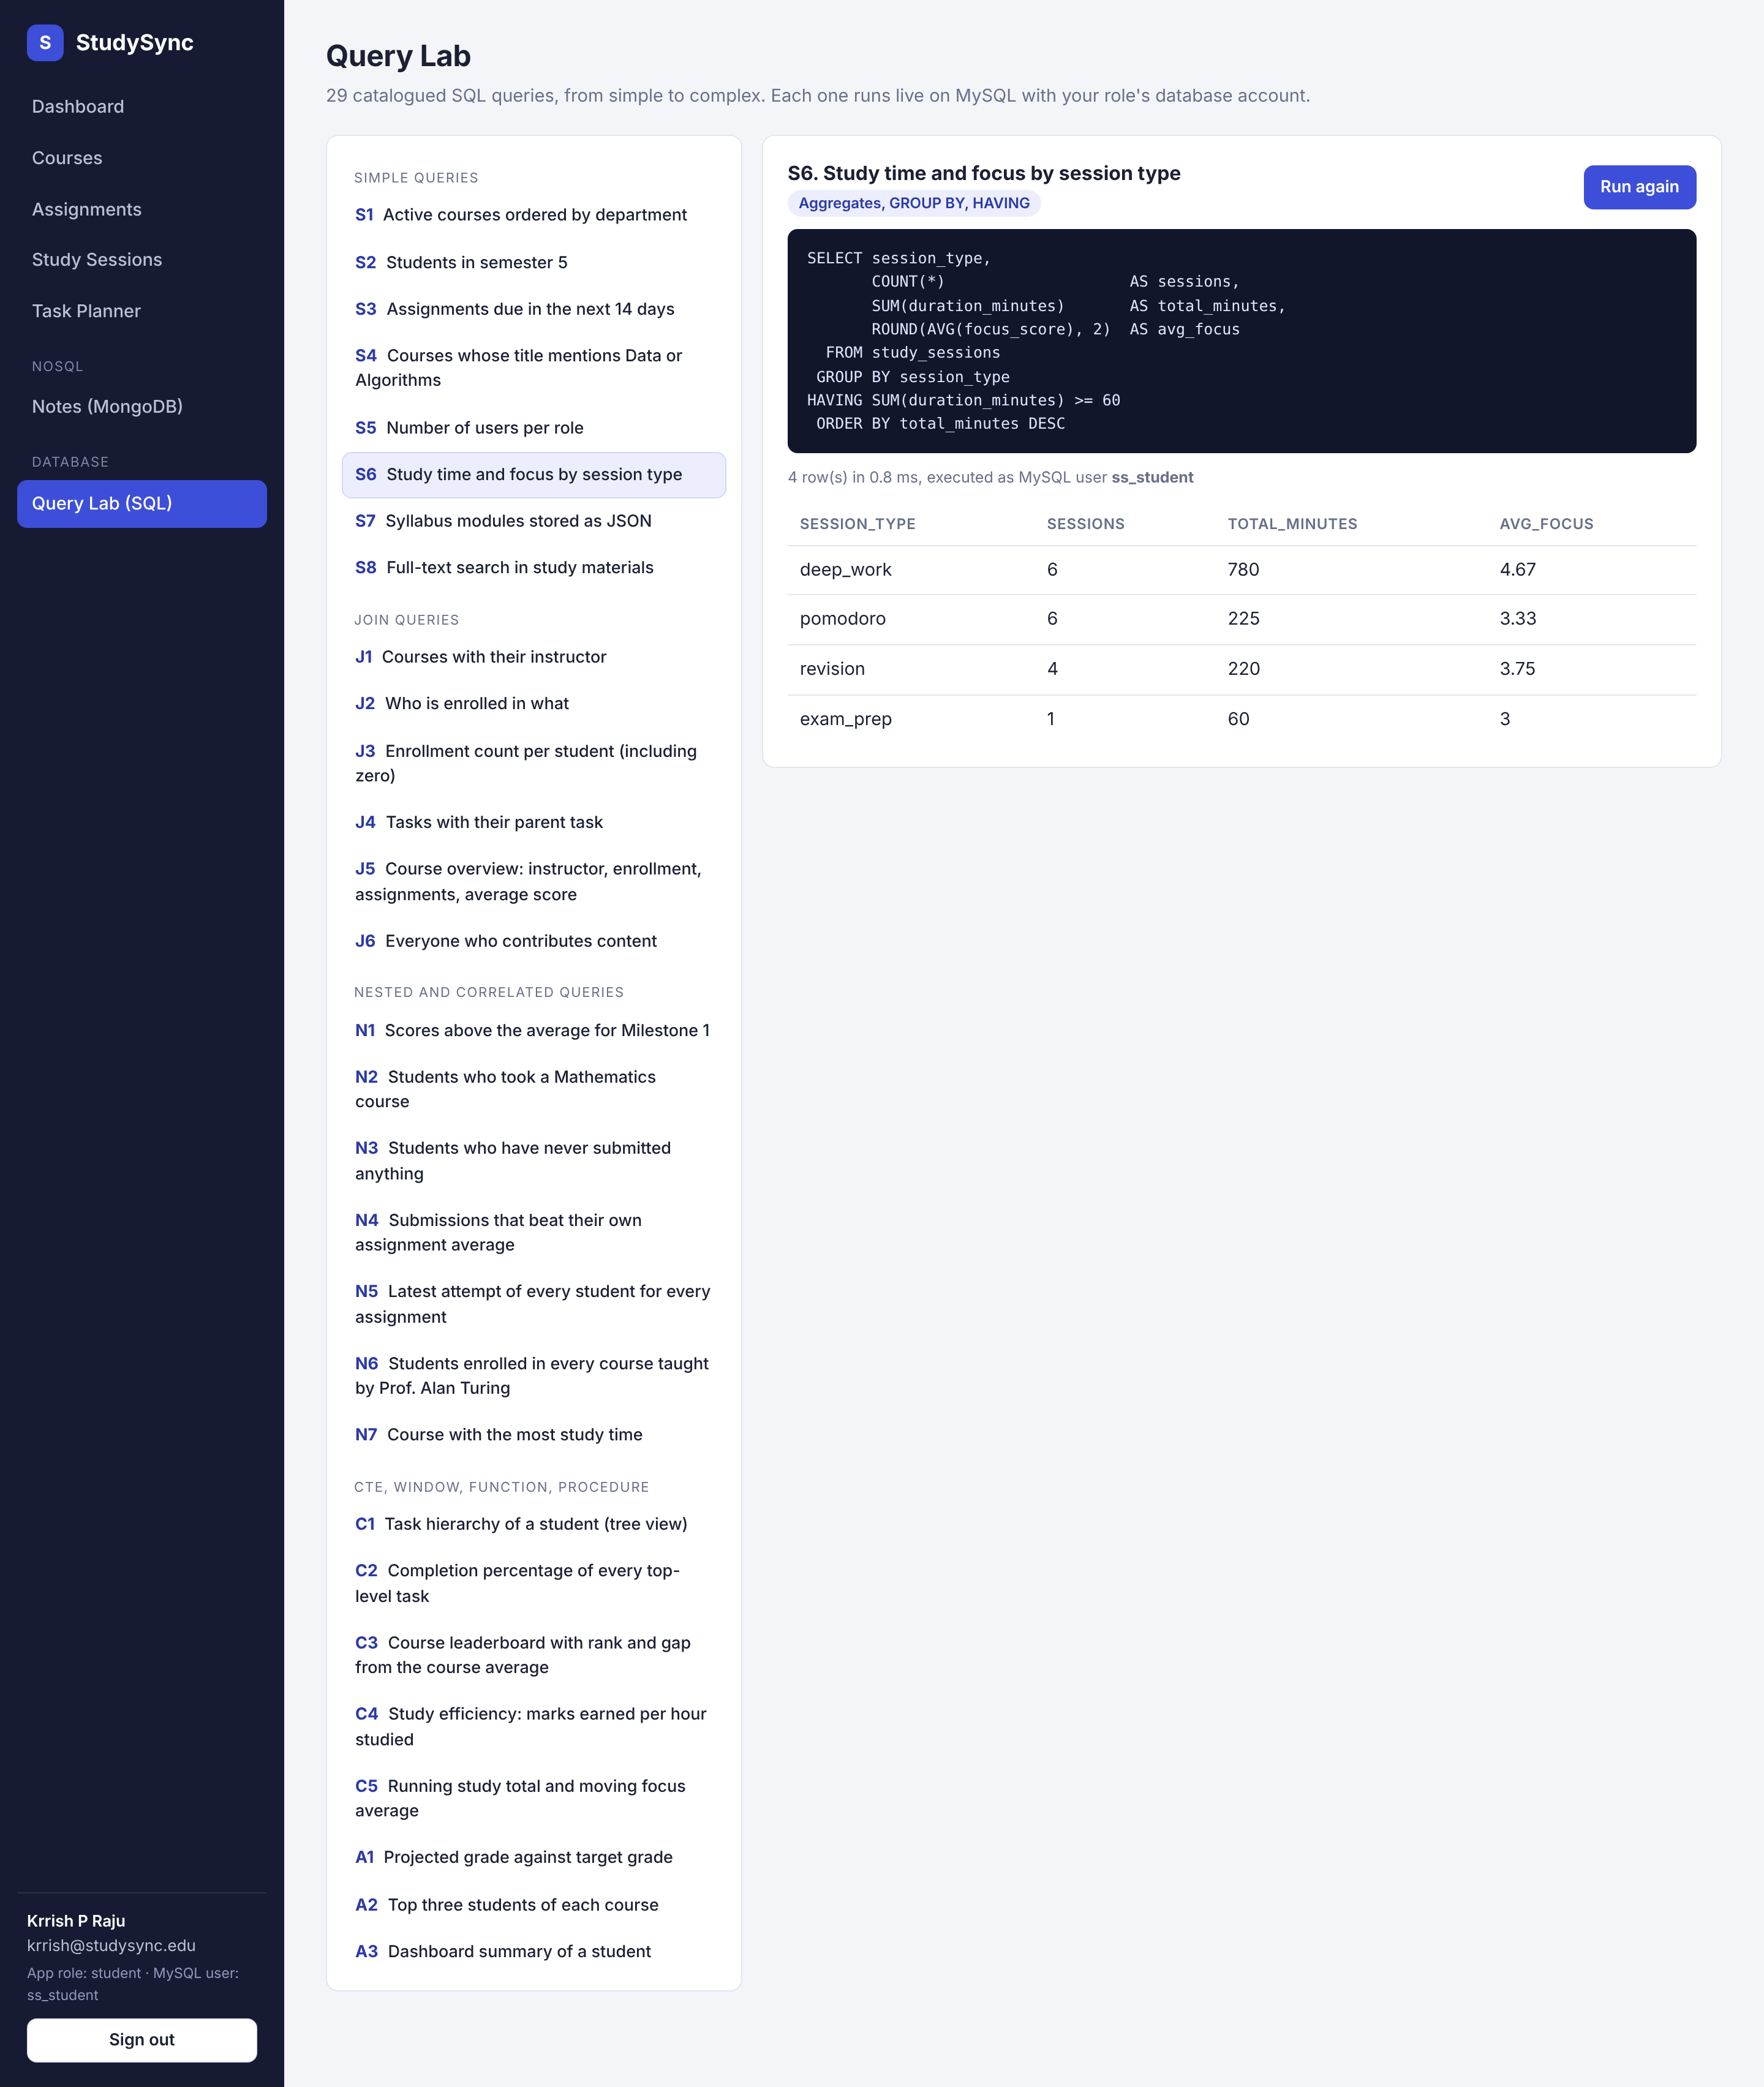 S StudySync
Dashboard
Courses
Assignments
Study Sessions
Task Planner
NOSQL
Notes (MongoDB)
DATABASE
Query Lab (SQL)
Krrish P Raju
krrish@studysync.edu
App role: student · MySQL user:
ss_student
Sign out
Query Lab
29 catalogued SQL queries, from simple to complex. Each one runs live on MySQL with your role's database account.
SIMPLE QUERIES
S1 Active courses ordered by department
S2 Students in semester 5
S3 Assignments due in the next 14 days
S4 Courses whose title mentions Data or
Algorithms
S5 Number of users per role
S6 Study time and focus by session type
S7 Syllabus modules stored as JSON
S8 Full-text search in study materials
JOIN QUERIES
J1 Courses with their instructor
J2 Who is enrolled in what
J3 Enrollment count per student (including
zero)
J4 Tasks with their parent task
J5 Course overview: instructor, enrollment,
assignments, average score
J6 Everyone who contributes content
NESTED AND CORRELATED QUERIES
N1 Scores above the average for Milestone 1
N2 Students who took a Mathematics
course
N3 Students who have never submitted
anything
N4 Submissions that beat their own
assignment average
N5 Latest attempt of every student for every
assignment
N6 Students enrolled in every course taught
by Prof. Alan Turing
N7 Course with the most study time
CTE, WINDOW, FUNCTION, PROCEDURE
C1 Task hierarchy of a student (tree view)
C2 Completion percentage of every top-
level task
C3 Course leaderboard with rank and gap
from the course average
C4 Study efficiency: marks earned per hour
studied
C5 Running study total and moving focus
average
A1 Projected grade against target grade
A2 Top three students of each course
A3 Dashboard summary of a student
S6. Study time and focus by session type
Run again
Aggregates, GROUP BY, HAVING
SELECT session_type,
COUNT(*) AS sessions,
SUM(duration_minutes) AS total_minutes,
ROUND(AVG(focus_score), 2) AS avg_focus
FROM study_sessions
GROUP BY session_type
HAVING SUM(duration_minutes) >= 60
ORDER BY total_minutes DESC
4 row(s) in 0.8 ms, executed as MySQL user ss_student
SESSION_TYPE SESSIONS TOTAL_MINUTES AVG_FOCUS
deep_work 6 780 4.67
pomodoro 6 225 3.33
revision 4 220 3.75
exam_prep 1 60 3